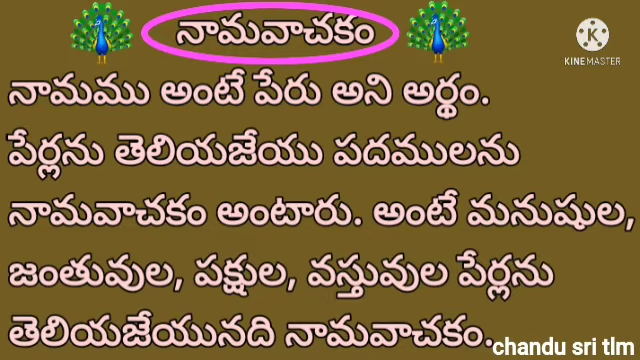 నామవాచకం
KINEMASTER
నామము అంటే పేరు అని అర్థం.
పేర్లను తెలియజేయు పదములను
నామవాచకం అంటారు. అంటే మనుషుల,
జంతువుల, పక్షుల, వస్తువుల పేర్లను
తెలియజేయునది నామవాచకం.
chandu sri tlm